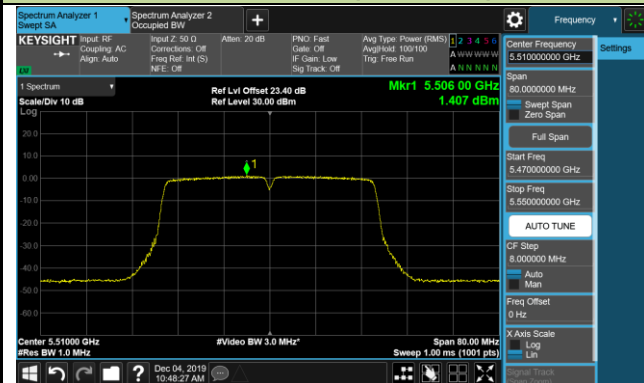 Spectrum Analyzer 1
Swept SA
Spectrum Analyzer 2
Occupied BW
Frequency
KEYSIGHT
Input: RF
Coupling: AC
Align: Auto
Input Z: 50 Ω
Corrections: Off
Freq Ref: Int (S)
NFE: Off
Atten: 20 dB
PNO: Fast
Gate: Off
IF Gain: Low
Sig Track: Off
Avg Type: Power (RMS)
Avg|Hold: 100/100
Trig: Free Run
1 2 3 4 5 6
A W W W W W
A N N N N N
1 Spectrum
Scale/Div 10 dB
Log
Ref Lvl Offset 23.40 dB
Ref Level 30.00 dBm
Mkr1 5.506 00 GHz
1.407 dBm
20.0
10.0
0.00
-10.0
-20.0
-30.0
-40.0
-50.0
-60.0
1
Center 5.51000 GHz
#Res BW 1.0 MHz
#Video BW 3.0 MHz*
Span 80.00 MHz
Sweep 1.00 ms (1001 pts)
Dec 04, 2019
10:48:27 AM
Center Frequency
5.510000000 GHz
Settings
Span
80.0000000 MHz
Swept Span
Zero Span
Full Span
Start Freq
5.470000000 GHz
Stop Freq
5.550000000 GHz
AUTO TUNE
CF Step
8.000000 MHz
Auto
Man
Freq Offset
0 Hz
X Axis Scale
Log
Lin
Signal Track